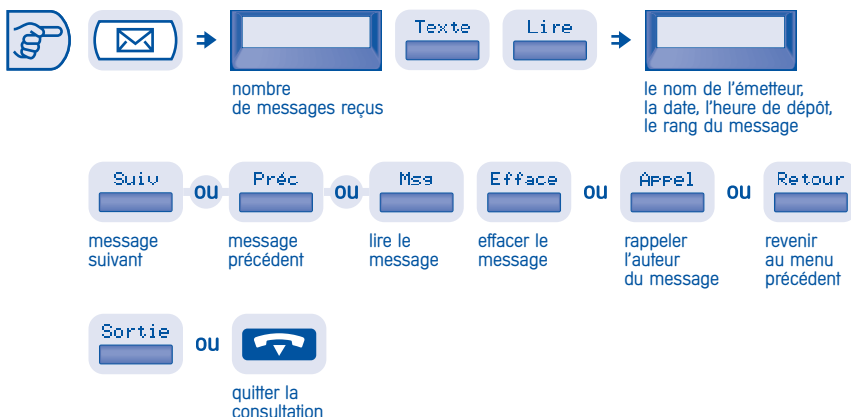 Texte
Lire
nombre
de messages reçus
le nom de l'émetteur,
la date, l'heure de dépôt,
le rang du message
Suiv
ou
Préc
ou
Msg
Efface
ou
Appel
ou
Retour
message
suivant
message
précédent
lire le
message
effacer le
message
rappeler
l'auteur
du message
revenir
au menu
précédent
Sortie
ou
quitter la
consultation